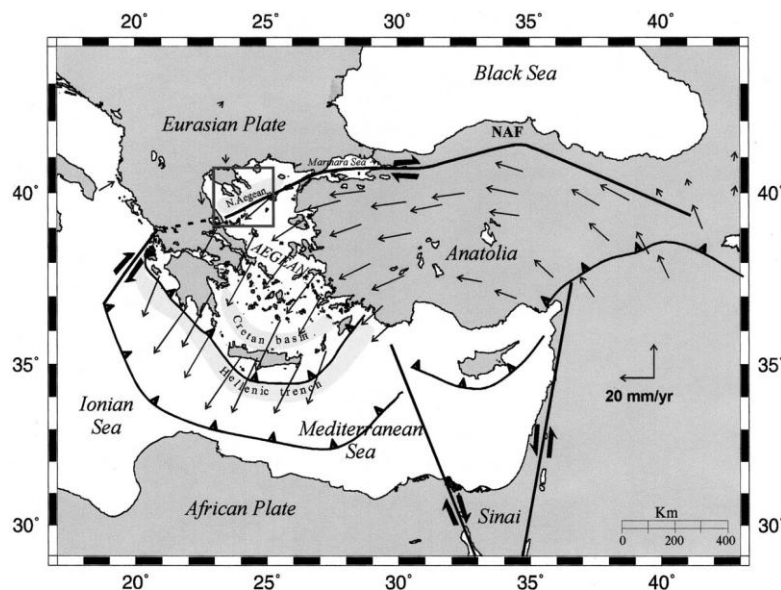 20° 25° 30° 35° 40°
Black Sea
Eurasian Plate
NAF
Marmara Sea
40° 40°
N.Aegean
AEGEAN
Anatolia
Cretan basin
35° 35°
Hellenic trench
20 mm/yr
Ionian
Sea
Mediterranean
Sea
African Plate
Sinai
Km
30° 30°
0 200 400
20° 25° 30° 35° 40°